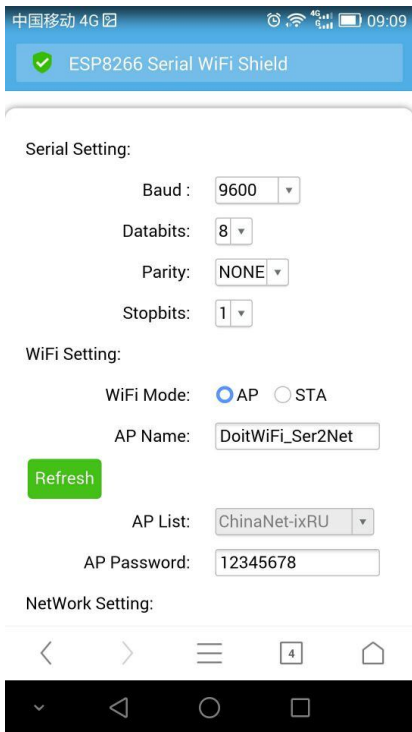 中国移动 4G 09:09
ESP8266 Serial WiFi Shield
Serial Setting:
Baud : 9600
Databits: 8
Parity: NONE
Stopbits: 1
WiFi Setting:
WiFi Mode: AP STA
AP Name: DoitWiFi_Ser2Net
Refresh
AP List: ChinaNet-ixRU
AP Password: 12345678
NetWork Setting:
4